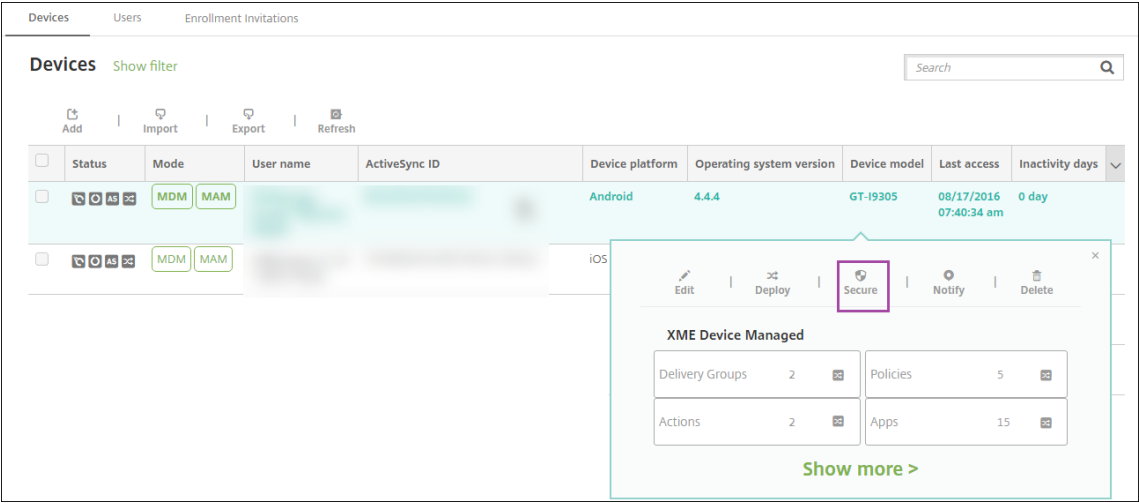 Devices Users Enrollment Invitations
Devices Show filter Search
Add | Import | Export | Refresh
Status Mode User name ActiveSync ID Device platform Operating system version Device model Last access Inactivity days
AS MDM MAM Android 4.4.4 GT-I9305 08/17/2016 0 day
07:40:34 am
AS MDM MAM iOS
×
Edit | Deploy | Secure | Notify | Delete
XME Device Managed
Delivery Groups 2 Policies 5
Actions 2 Apps 15
Show more >